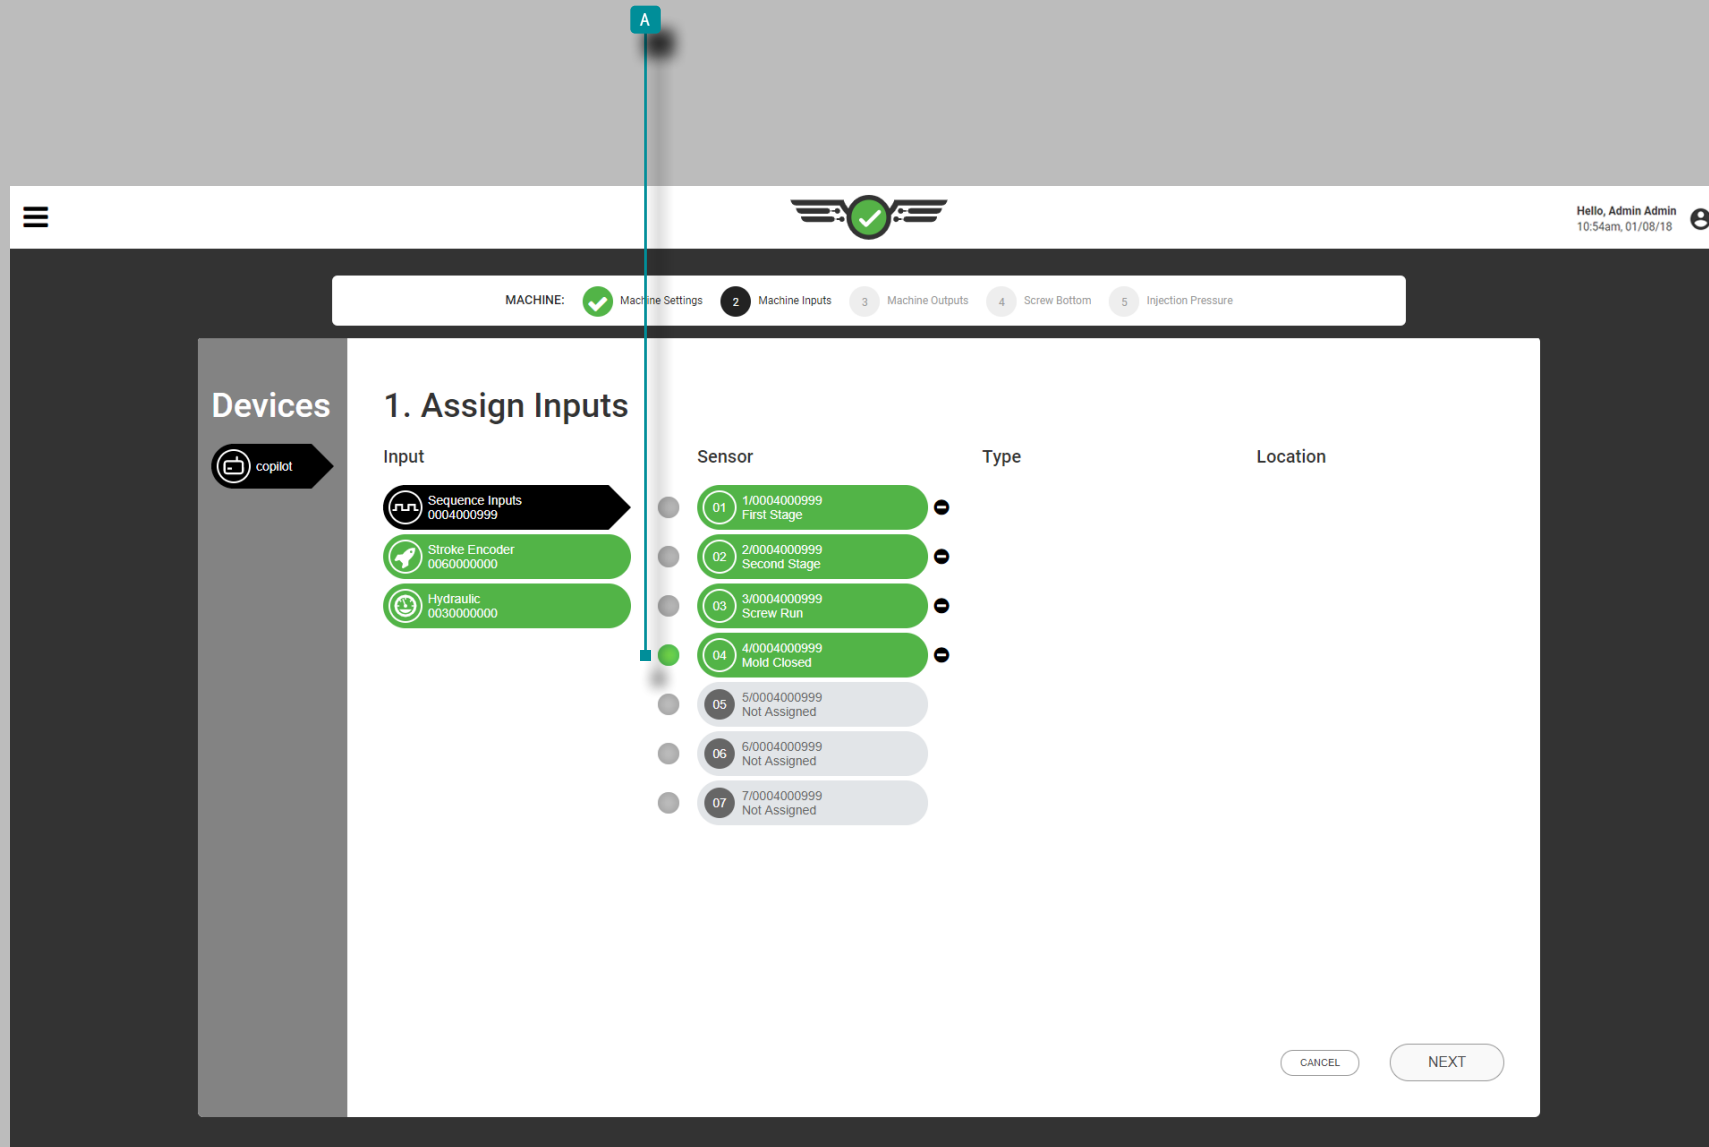 A
Hello, Admin Admin
10:54am, 01/08/18
MACHINE: Machine Settings 2 Machine Inputs 3 Machine Outputs 4 Screw Bottom 5 Injection Pressure
Devices
copilot
1. Assign Inputs
Input Sensor Type Location
Sequence Inputs
0004000999
Stroke Encoder
0060000000
Hydraulic
0030000000
01 1/0004000999
First Stage
02 2/0004000999
Second Stage
03 3/0004000999
Screw Run
04 4/0004000999
Mold Closed
05 5/0004000999
Not Assigned
06 6/0004000999
Not Assigned
07 7/0004000999
Not Assigned
CANCEL NEXT